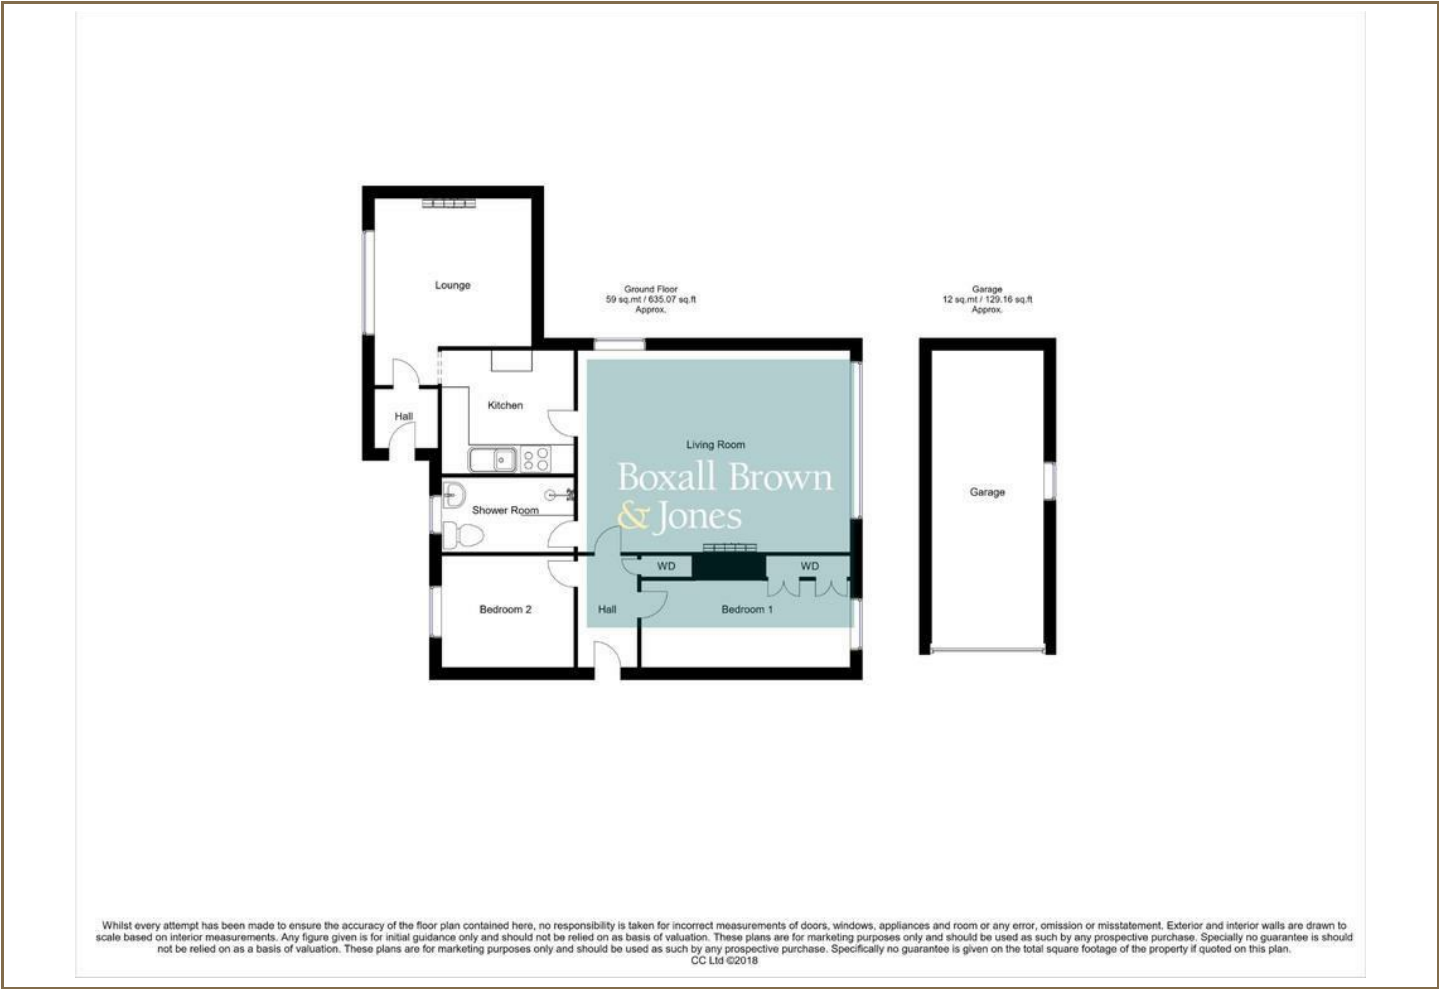 Lounge
Ground Floor
59 sq.mt / 635.07 sq.ft
Approx.
Garage
12 sq.mt / 129.16 sq.ft
Approx.
Kitchen
Hall
Living Room
Boxall Brown
& Jones
Garage
Shower Room
WD
WD
Bedroom 2
Hall
Bedroom 1
Whilst every attempt has been made to ensure the accuracy of the floor plan contained here, no responsibility is taken for incorrect measurements of doors, windows, appliances and room or any error, omission or misstatement. Exterior and interior walls are drawn to
scale based on interior measurements. Any figure given is for initial guidance only and should not be relied on as basis of valuation. These plans are for marketing purposes only and should be used as such by any prospective purchase. Specially no guarantee is should
not be relied on as a basis of valuation. These plans are for marketing purposes only and should be used as such by any prospective purchase. Specifically no guarantee is given on the total square footage of the property if quoted on this plan.
CC Ltd ©2018